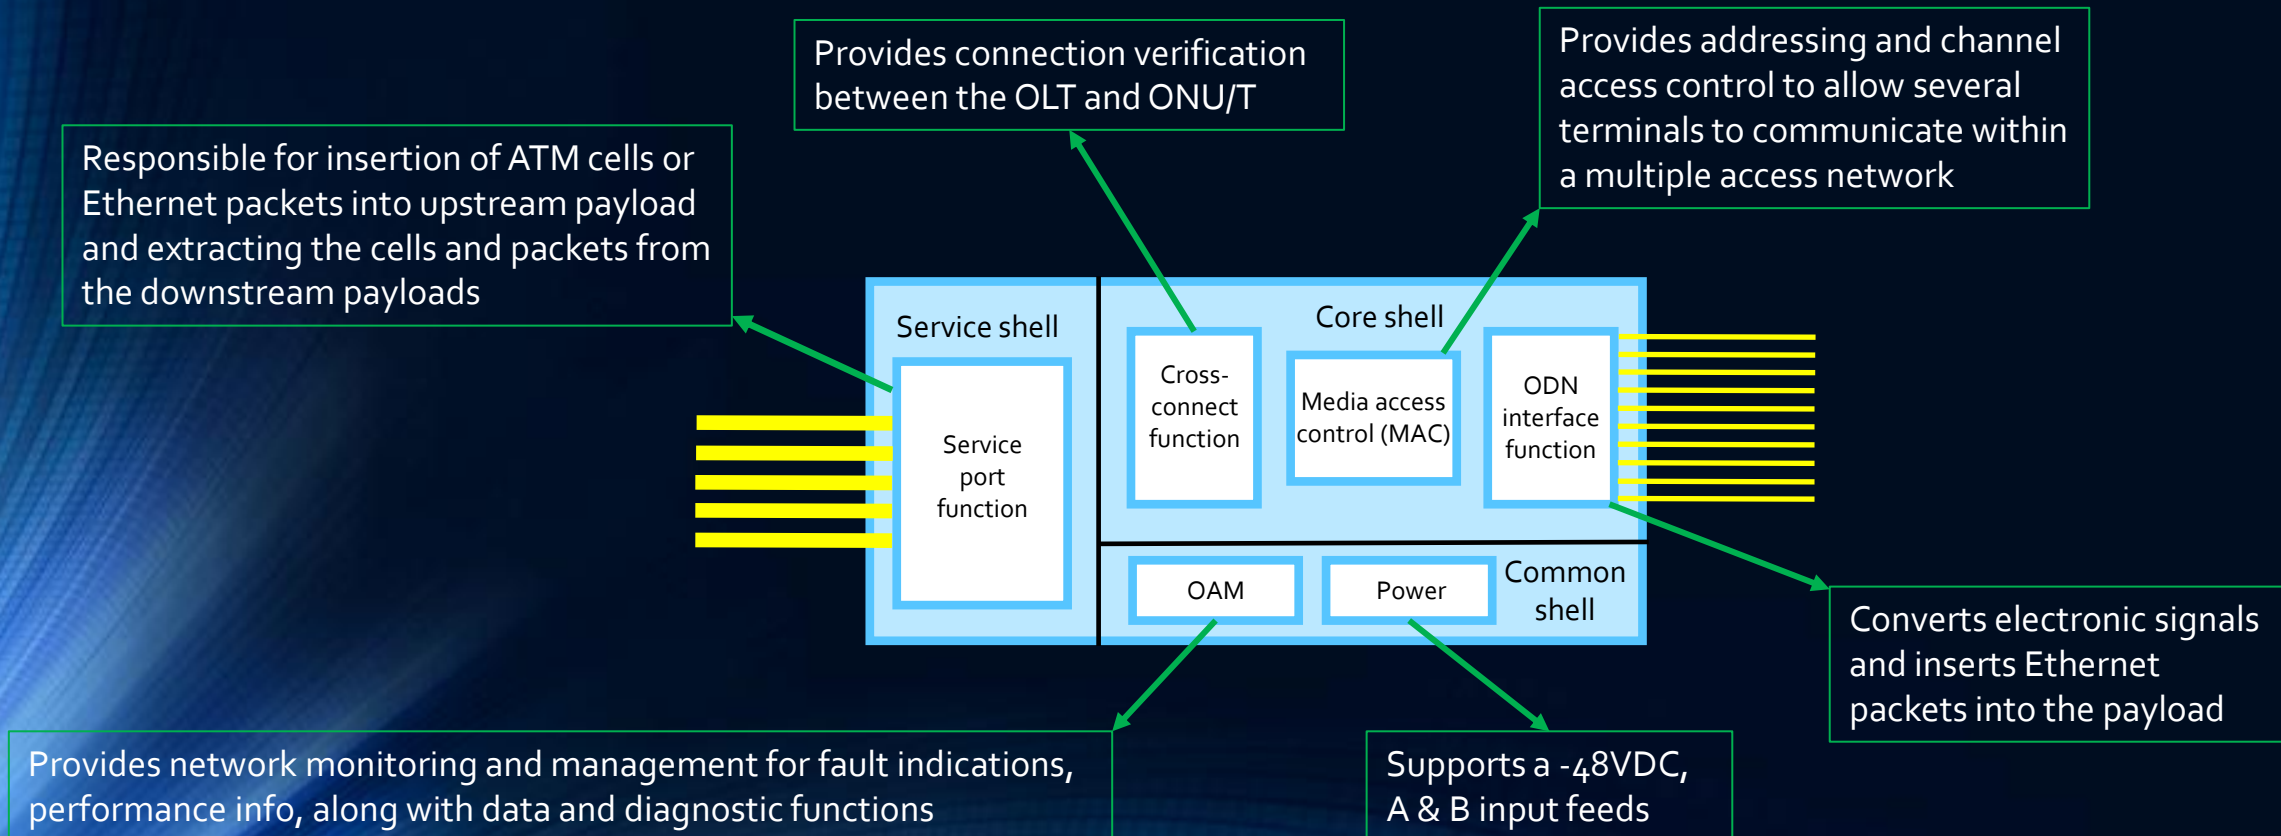 Provides connection verification
between the OLT and ONU/T
Provides addressing and channel
access control to allow several
terminals to communicate within
a multiple access network
Responsible for insertion of ATM cells or
Ethernet packets into upstream payload
and extracting the cells and packets from
the downstream payloads
Service shell
Core shell
Service
port
function
Cross-
connect
function
Media access
control (MAC)
ODN
interface
function
OAM
Power
Common
shell
Converts electronic signals
and inserts Ethernet
packets into the payload
Provides network monitoring and management for fault indications,
performance info, along with data and diagnostic functions
Supports a -48VDC,
A & B input feeds